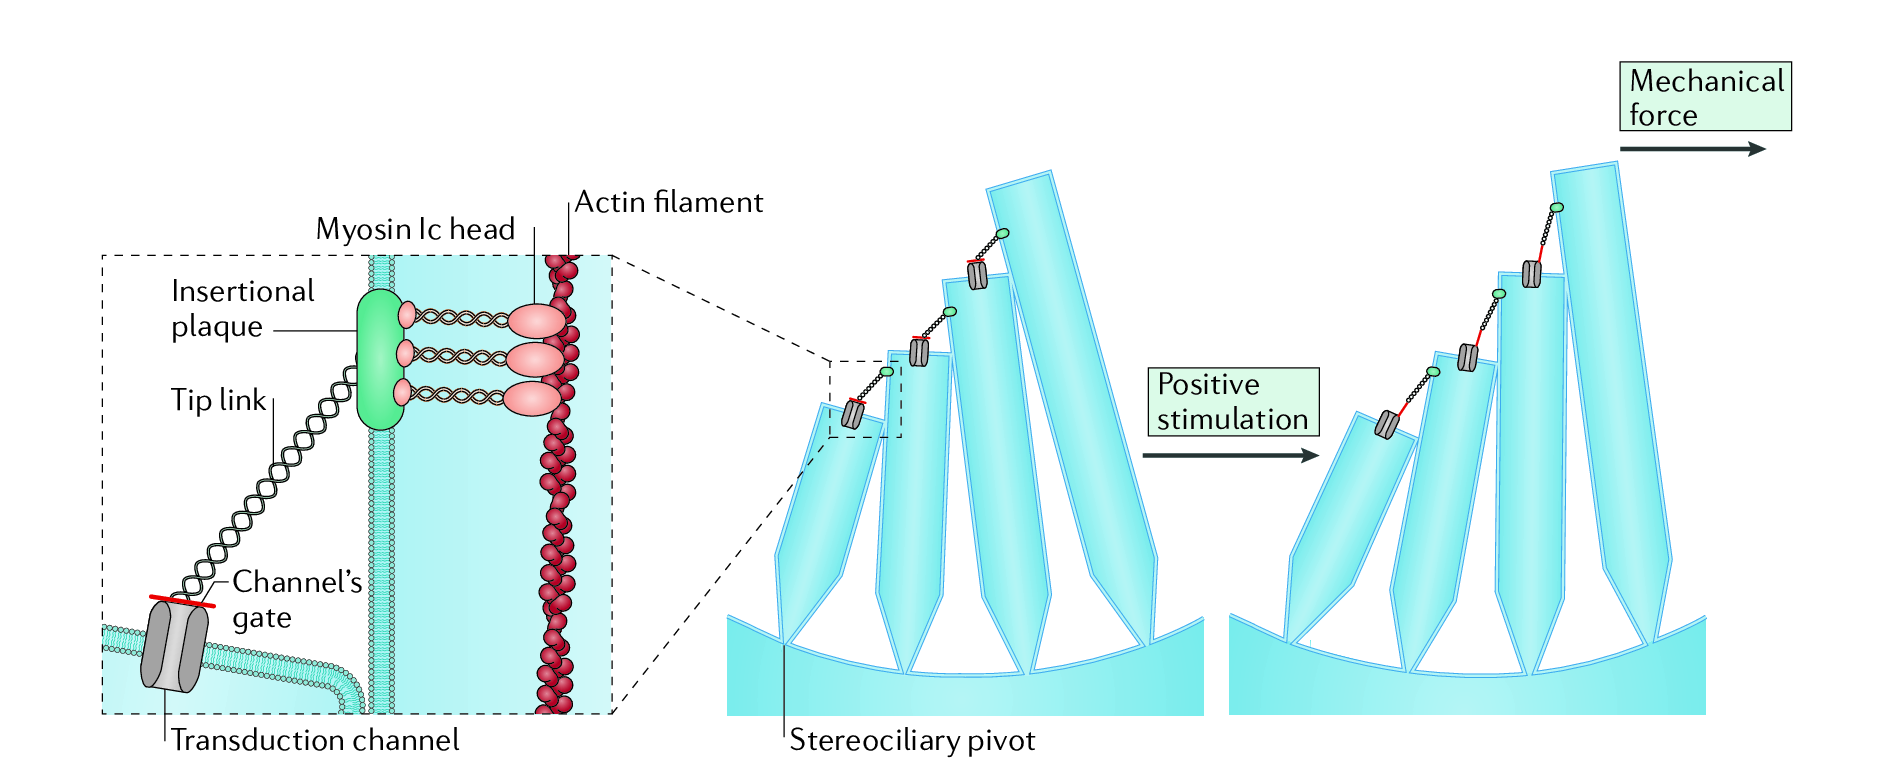 Mechanical
force
Actin filament
Myosin Ic head
Insertional
plaque
Tip link
Positive
stimulation
Channel’s
gate
Transduction channel
Stereociliary pivot